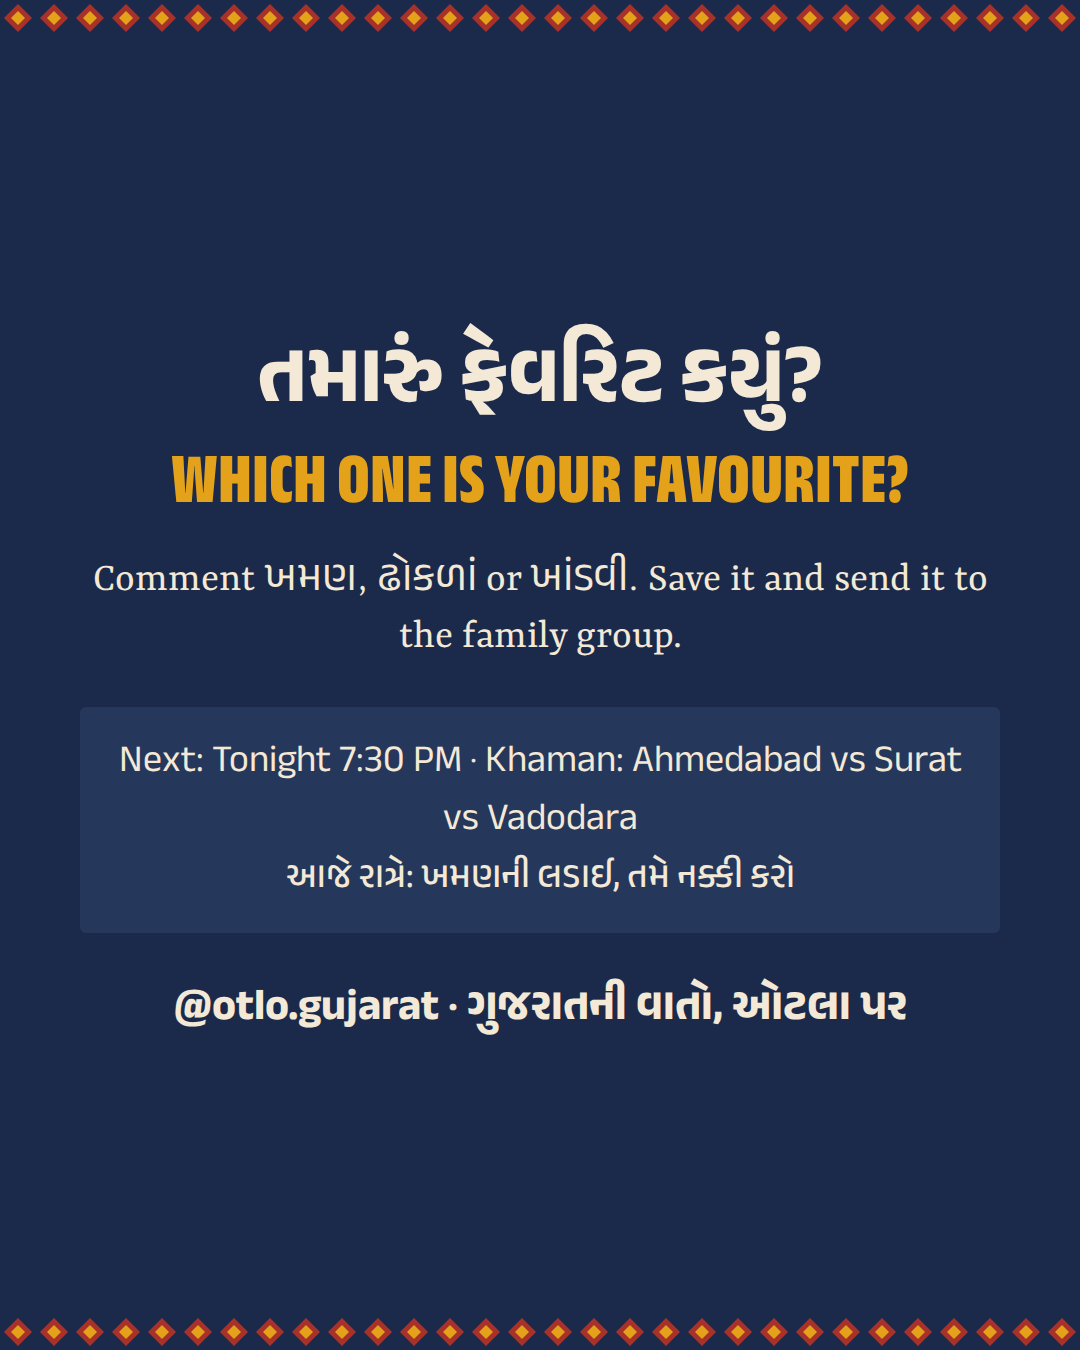 તમારું ફેવરિટ કયું?
WHICH ONE IS YOUR FAVOURITE?
Comment ખમણ, ઢોકળાં or ખાંડવી. Save it and send it to
the family group.
Next: Tonight 7:30 PM · Khaman: Ahmedabad vs Surat
vs Vadodara
આજે રાત્રે: ખમણની લડાઈ, તમે નક્કી કરો
@otlo.gujarat · ગુજરાતની વાતો, ઓટલા પર